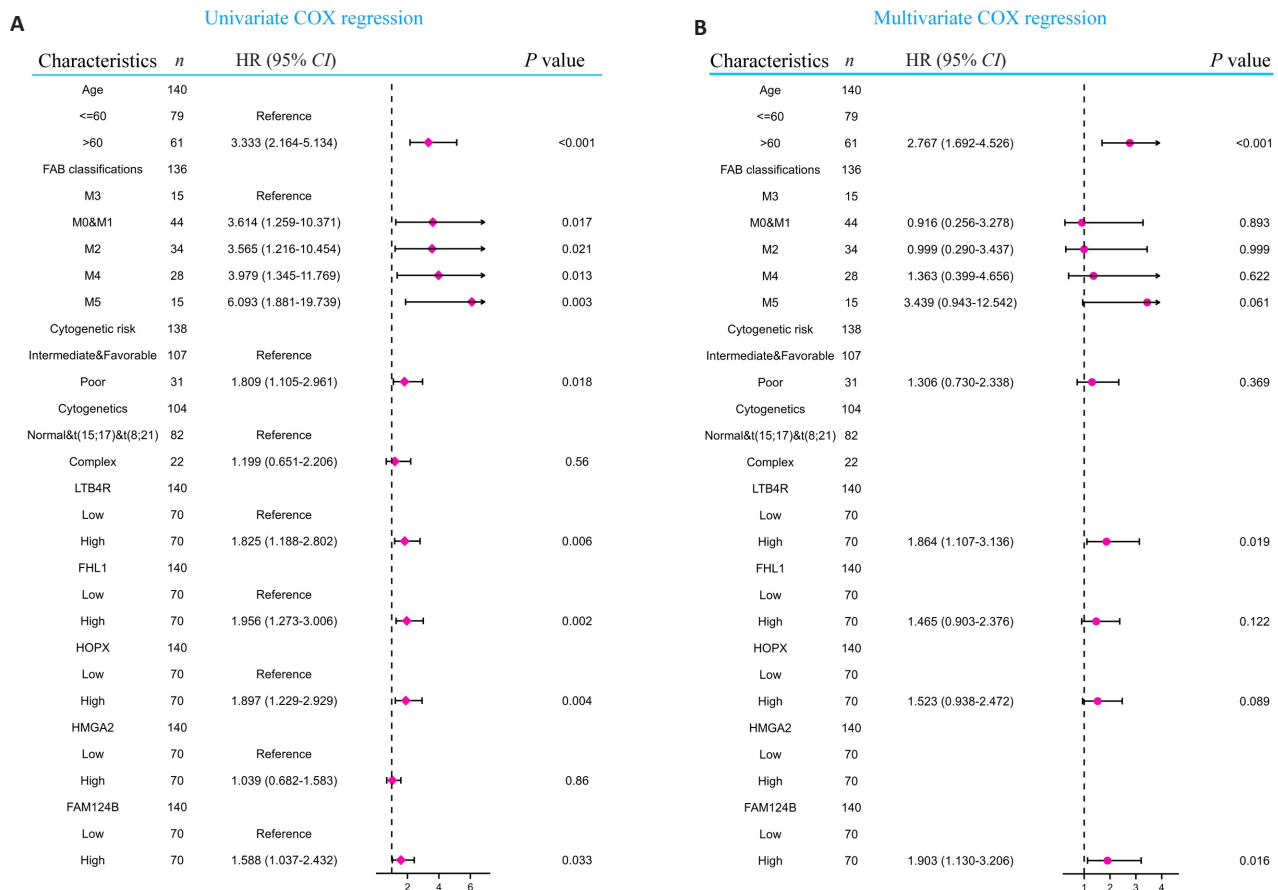 A
Univariate COX regression
Characteristics n HR (95% CI) P value
Age 140
<=60 79 Reference
>60 61 3.333 (2.164-5.134) <0.001
FAB classifications 136
M3 15 Reference
M0&M1 44 3.614 (1.259-10.371) 0.017
M2 34 3.565 (1.216-10.454) 0.021
M4 28 3.979 (1.345-11.769) 0.013
M5 15 6.093 (1.881-19.739) 0.003
Cytogenetic risk 138
Intermediate&Favorable 107 Reference
Poor 31 1.809 (1.105-2.961) 0.018
Cytogenetics 104
Normal&t(15;17)&t(8;21) 82 Reference
Complex 22 1.199 (0.651-2.206) 0.56
LTB4R 140
Low 70 Reference
High 70 1.825 (1.188-2.802) 0.006
FHL1 140
Low 70 Reference
High 70 1.956 (1.273-3.006) 0.002
HOPX 140
Low 70 Reference
High 70 1.897 (1.229-2.929) 0.004
HMGA2 140
Low 70 Reference
High 70 1.039 (0.682-1.583) 0.86
FAM124B 140
Low 70 Reference
High 70 1.588 (1.037-2.432) 0.033
2 4 6
B
Multivariate COX regression
Characteristics n HR (95% CI) P value
Age 140
<=60 79
>60 61 2.767 (1.692-4.526) <0.001
FAB classifications 136
M3 15
M0&M1 44 0.916 (0.256-3.278) 0.893
M2 34 0.999 (0.290-3.437) 0.999
M4 28 1.363 (0.399-4.656) 0.622
M5 15 3.439 (0.943-12.542) 0.061
Cytogenetic risk 138
Intermediate&Favorable 107
Poor 31 1.306 (0.730-2.338) 0.369
Cytogenetics 104
Normal&t(15;17)&t(8;21) 82
Complex 22
LTB4R 140
Low 70
High 70 1.864 (1.107-3.136) 0.019
FHL1 140
Low 70
High 70 1.465 (0.903-2.376) 0.122
HOPX 140
Low 70
High 70 1.523 (0.938-2.472) 0.089
HMGA2 140
Low 70
High 70
FAM124B 140
Low 70
High 70 1.903 (1.130-3.206) 0.016
1 2 3 4